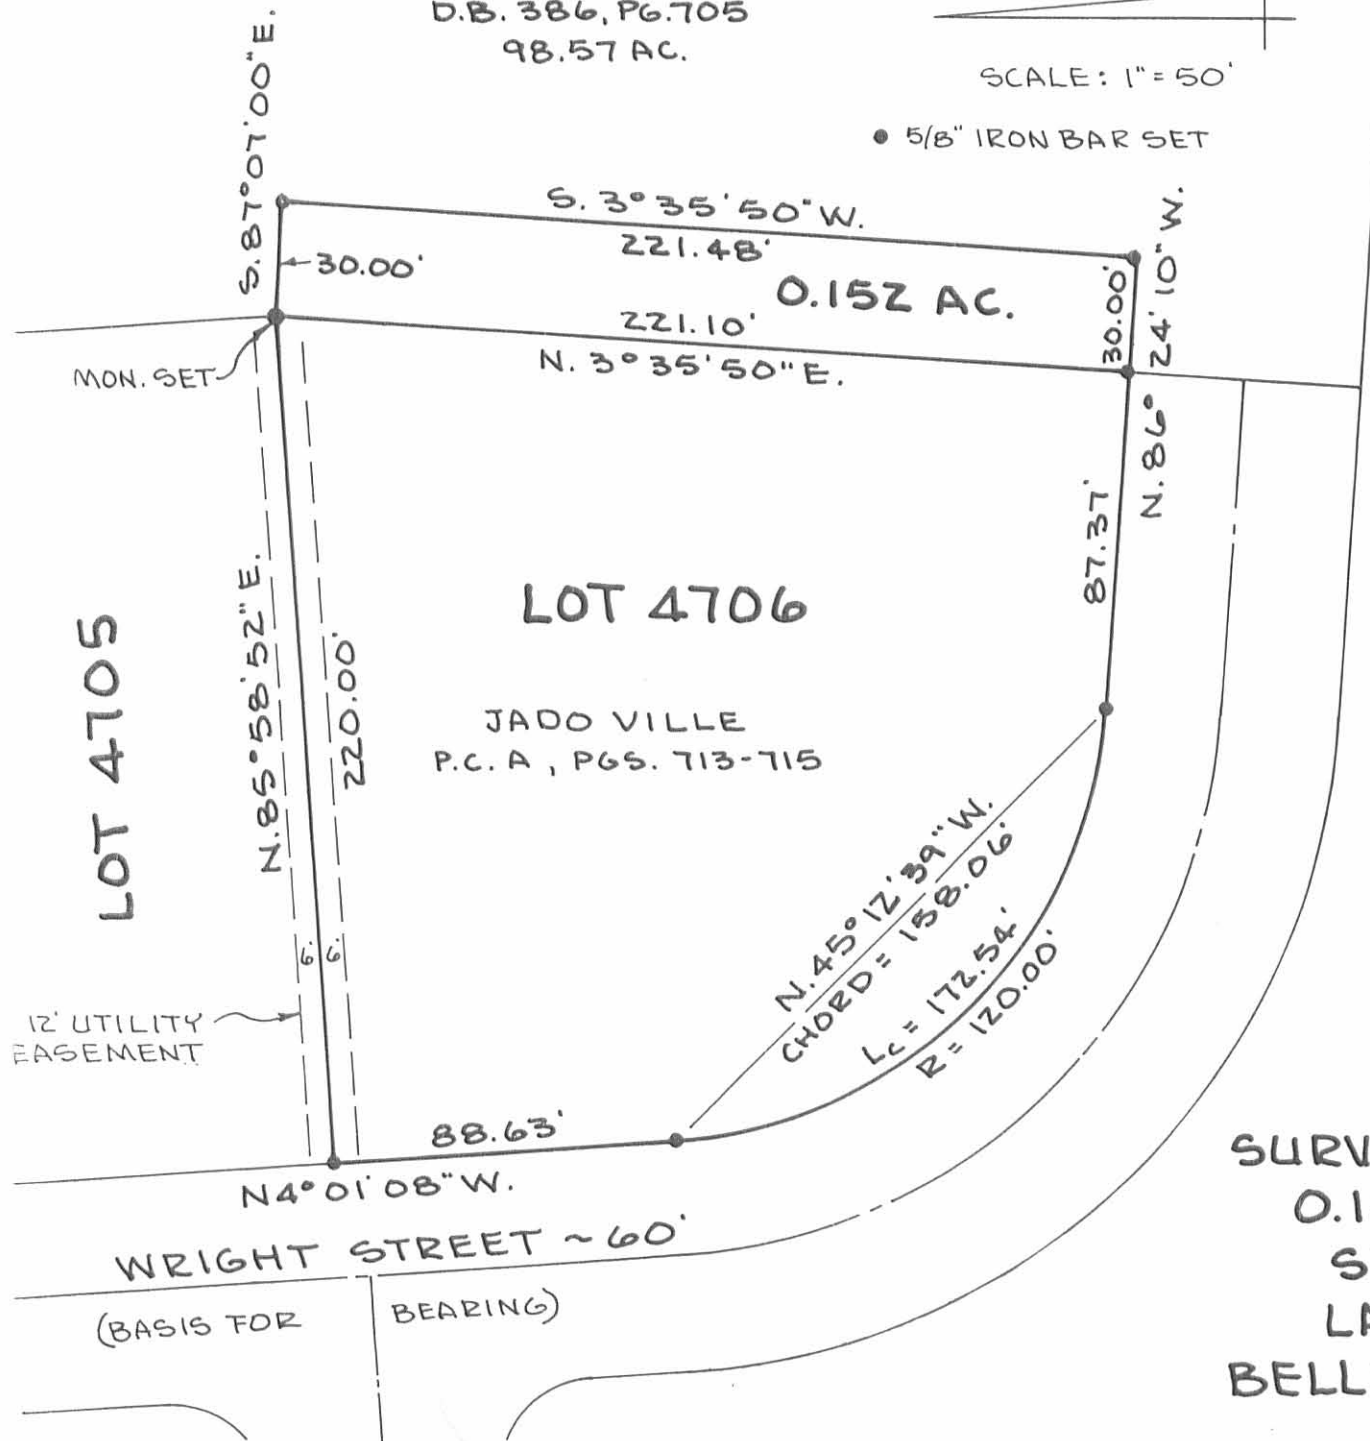 D.B. 386, PG.705
98.57 AC.
SCALE: 1" = 50'
5/8" IRON BAR SET
S.87°07'00"E.
S. 3°35'50"W.
221.48'
30.00'
0.152 AC.
30.00'
N. 86° 24' 10" W.
221.10'
N. 3°35'50"E.
MON. SET
87.37'
LOT 4706
LOT 4705
N.85°58'52"E.
220.00'
JADO VILLE
P.C. A, PGS. 713-715
N.45°12'39"W.
CHORD = 158.06'
Lc = 172.54'
R = 120.00'
6' 6'
12' UTILITY
EASEMENT
88.63'
N4°01'08"W.
WRIGHT STREET ~ 60'
(BASIS FOR BEARING)
SURV
0.1
S
LA
BELL